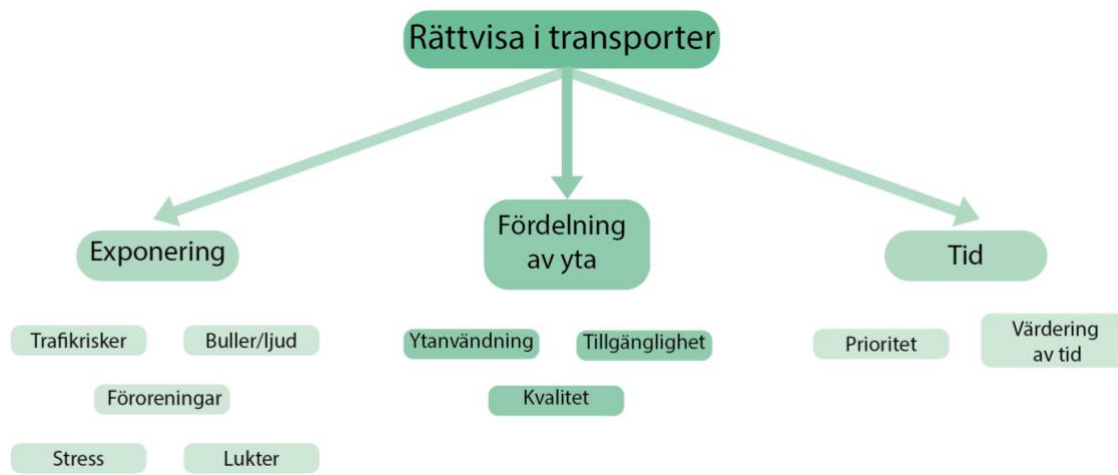 Rättvisa i transporter
Exponering
Fördelning
av yta
Tid
Trafikrisker
Buller/ljud
Föroreningar
Stress
Lukter
Ytanvändning
Tillgänglighet
Kvalitet
Prioritet
Värdering
av tid